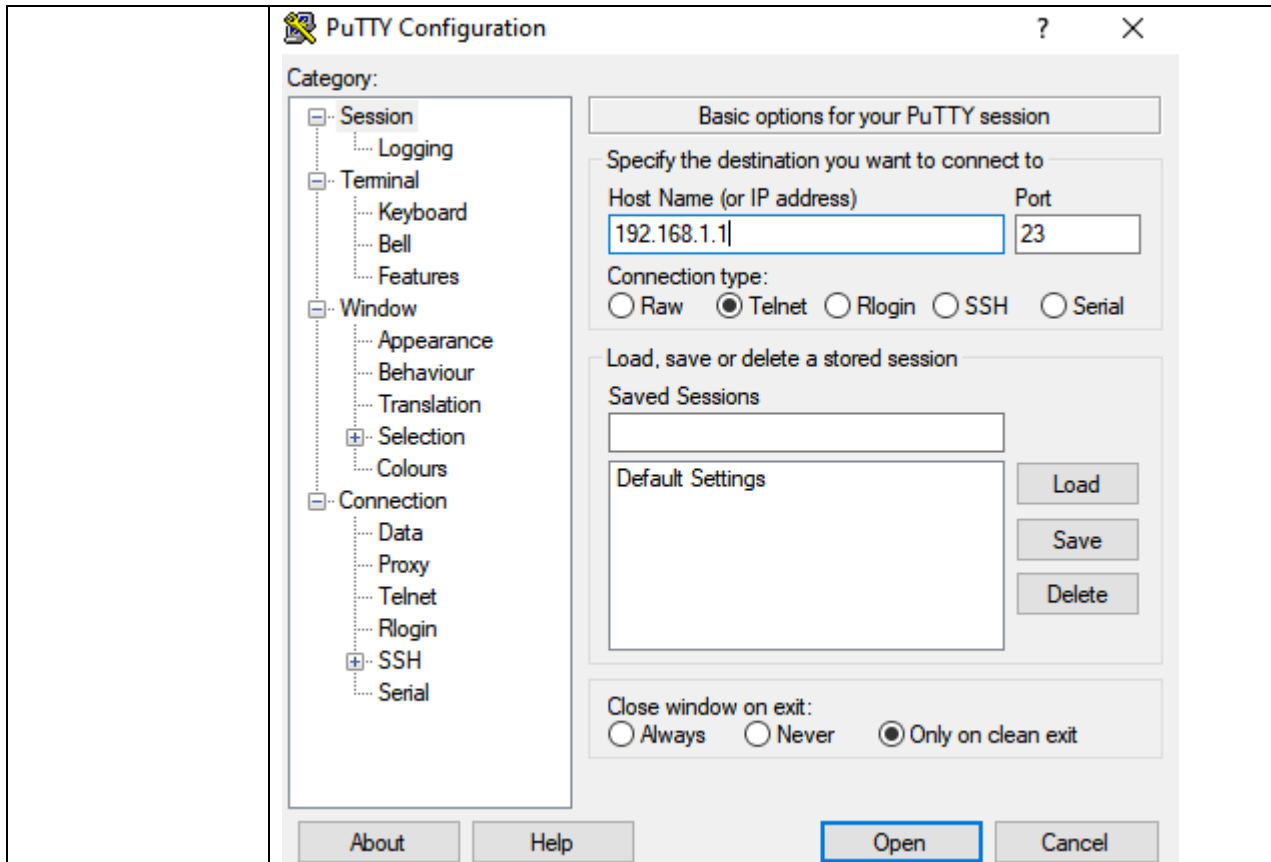 PuTTY Configuration
?
Category:
Session
Logging
Terminal
Keyboard
Bell
Features
Window
Appearance
Behaviour
Translation
Selection
Colours
Connection
Data
Proxy
Telnet
Rlogin
SSH
Serial
Basic options for your PuTTY session
Specify the destination you want to connect to
Host Name (or IP address) Port
192.168.1.1 23
Connection type:
Raw Telnet Rlogin SSH Serial
Load, save or delete a stored session
Saved Sessions
Default Settings
Load
Save
Delete
Close window on exit:
Always Never Only on clean exit
About Help Open Cancel